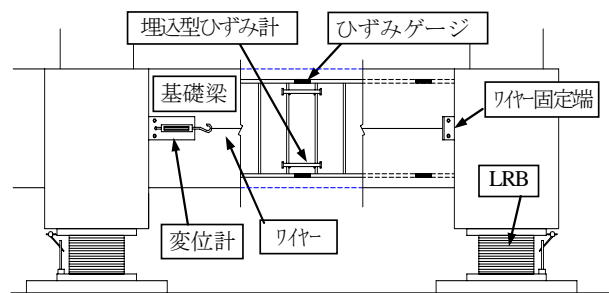 埋込型ひずみ計
ひずみゲージ
基礎梁
ワイヤー固定端
LRB
変位計
ワイヤー